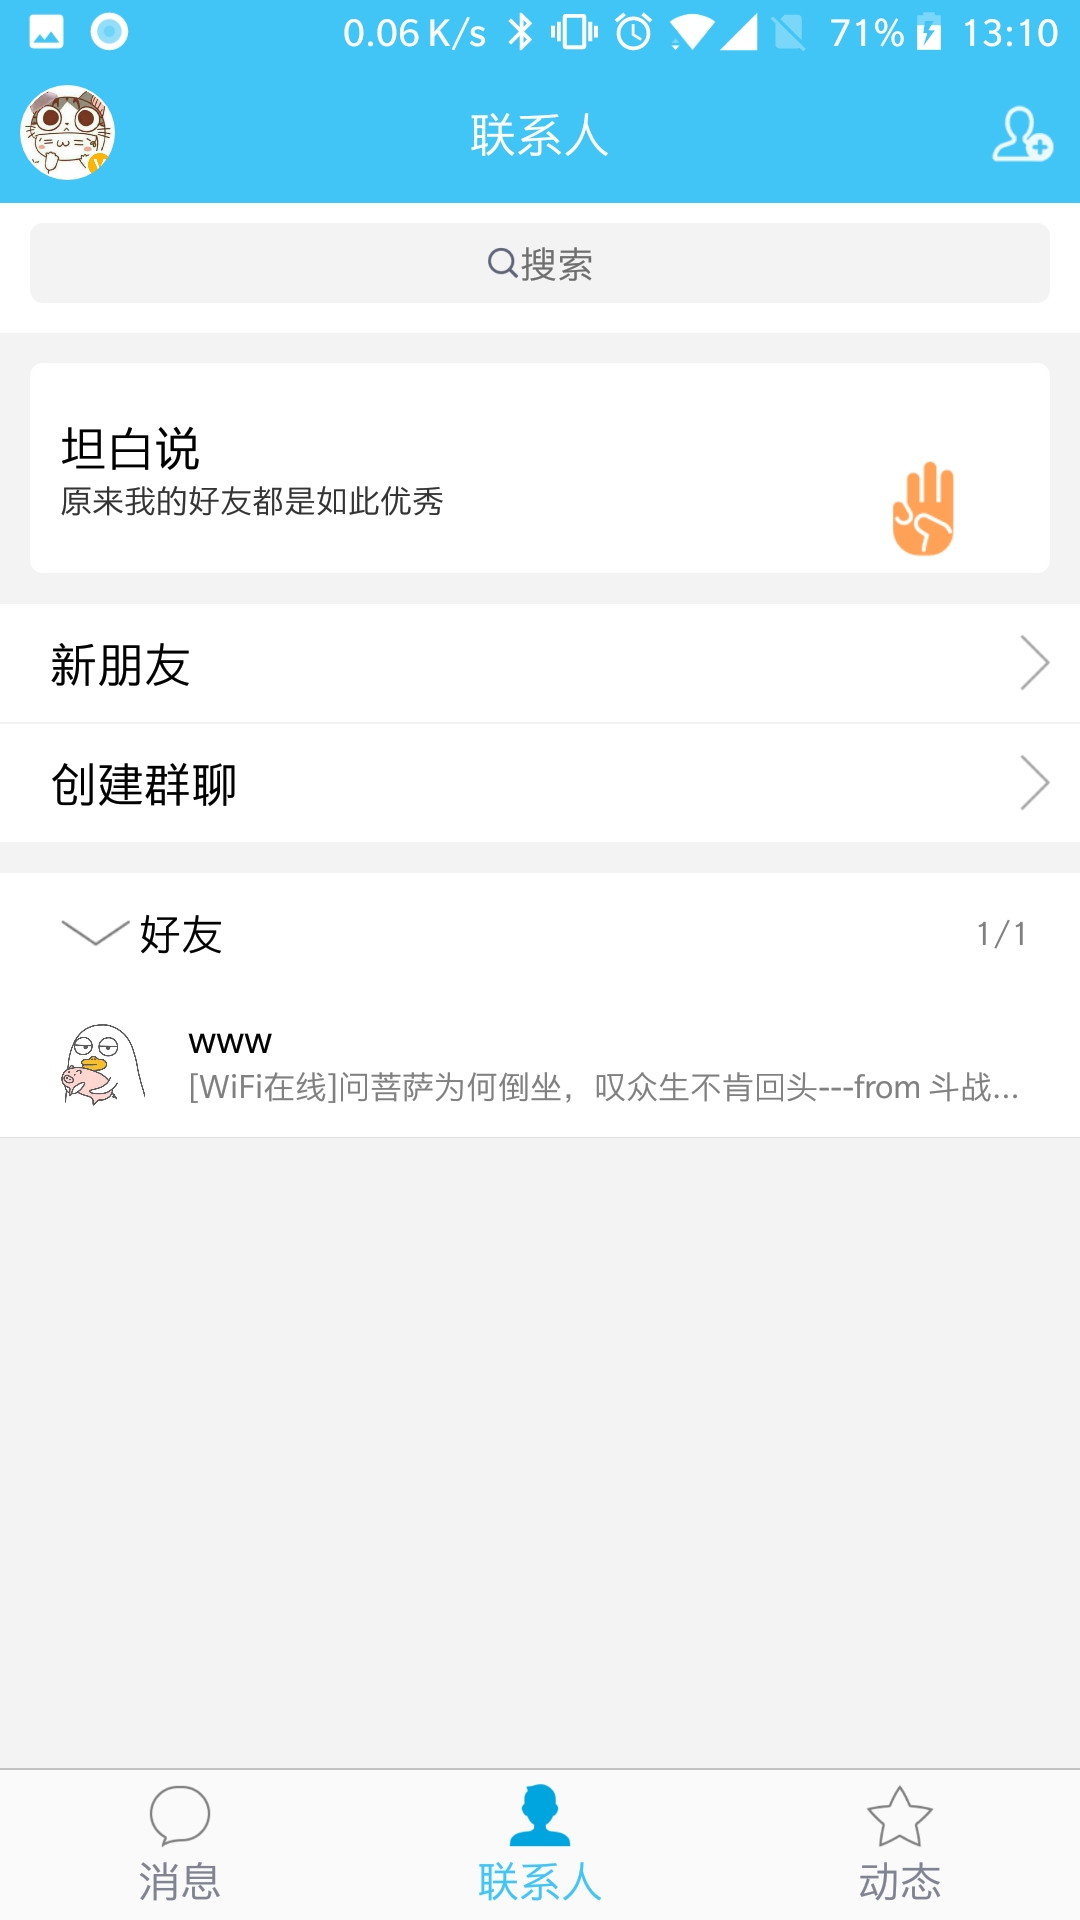 0.06 K/s 71% 13:10
联系人
搜索
坦白说
原来我的好友都是如此优秀
新朋友
创建群聊
好友 1/1
www
[WiFi在线]问菩萨为何倒坐，叹众生不肯回头---from 斗战...
消息 联系人 动态